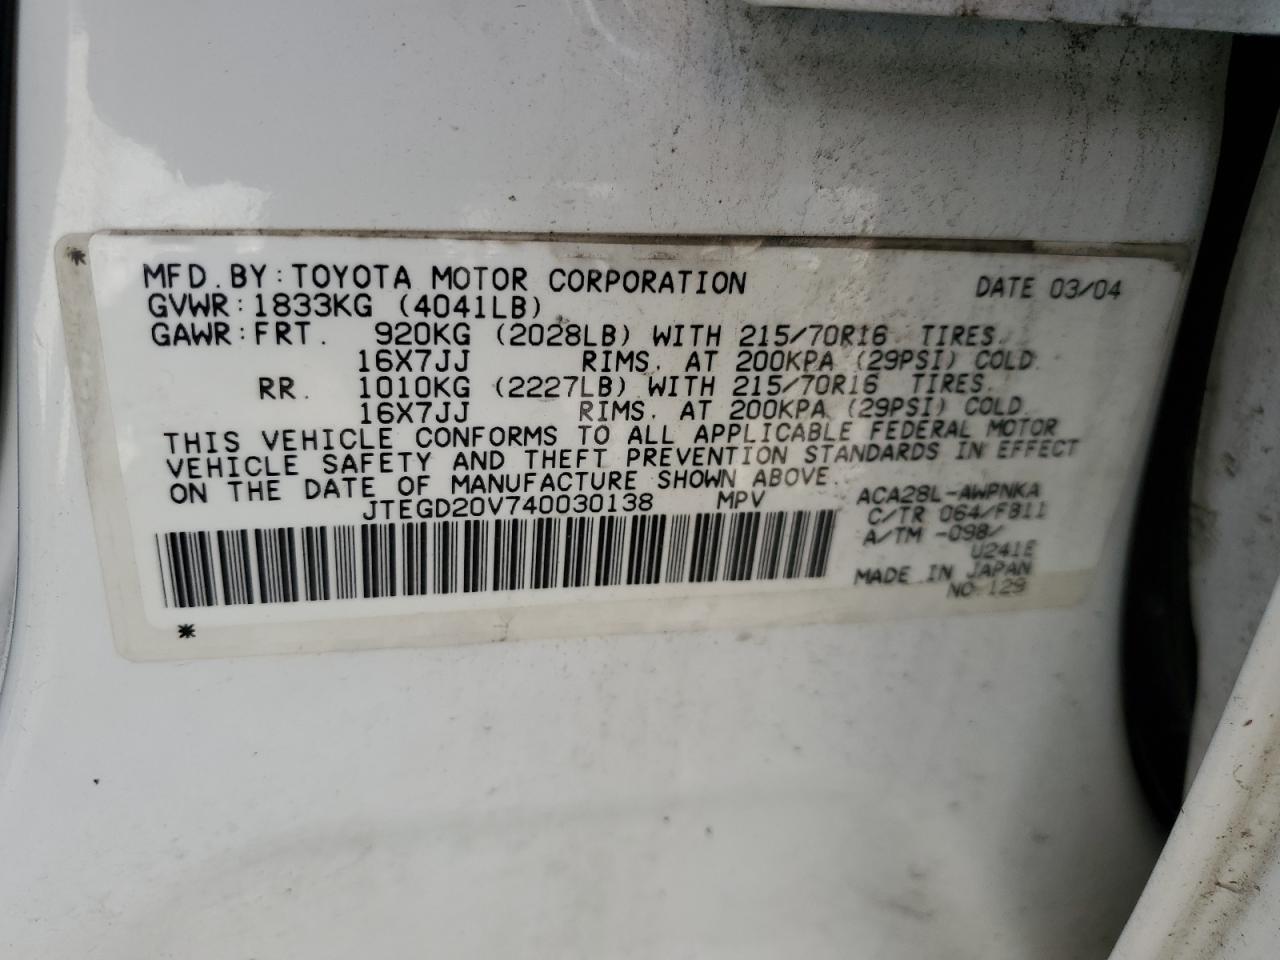 MFD. BY: TOYOTA MOTOR CORPORATION DATE 03/04
GVWR: 1833KG (4041LB)
GAWR: FRT. 920KG (2028LB) WITH 215/70R16 TIRES.
16X7JJ RIMS. AT 200KPA (29PSI) COLD.
RR. 1010KG (2227LB) WITH 215/70R16 TIRES.
16X7JJ RIMS. AT 200KPA (29PSI) COLD.
THIS VEHICLE CONFORMS TO ALL APPLICABLE FEDERAL MOTOR
VEHICLE SAFETY AND THEFT PREVENTION STANDARDS IN EFFECT
ON THE DATE OF MANUFACTURE SHOWN ABOVE.
JTEGD20V740030138 MPV
ACA28L-AWPNKA
C/TR 064/FB11
A/TM -098/
U241E
MADE IN JAPAN
NO. 129